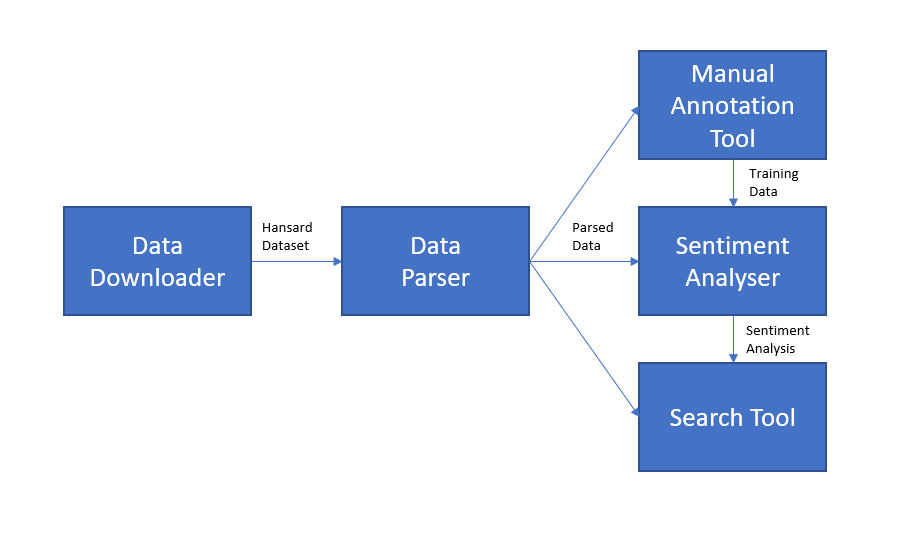 Manual
Annotation
Tool
Training
Data
Data
Downloader
Hansard
Dataset
Data
Parser
Parsed
Data
Sentiment
Analyser
Sentiment
Analysis
Search Tool